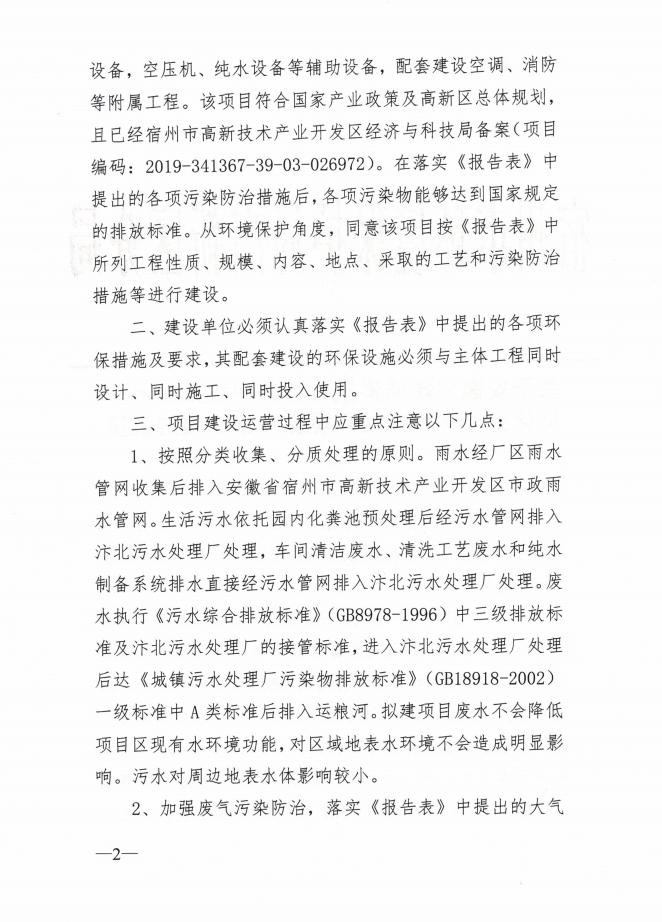 设备，空压机、纯水设备等辅助设备，配套建设空调、消防
等附属工程。该项目符合国家产业政策及高新区总体规划，
且已经宿州市高新技术产业开发区经济与科技局备案（项目
编码：2019-341367-39-03-026972）。在落实《报告表》中
提出的各项污染防治措施后，各项污染物能够达到国家规定
的排放标准。从环境保护角度，同意该项目按《报告表》中
所列工程性质、规模、内容、地点、采取的工艺和污染防治
措施等进行建设。
二、建设单位必须认真落实《报告表》中提出的各项环
保措施及要求，其配套建设的环保设施必须与主体工程同时
设计、同时施工、同时投入使用。
三、项目建设运营过程中应重点注意以下几点：
1、按照分类收集、分质处理的原则。雨水经厂区雨水
管网收集后排入安徽省宿州市高新技术产业开发区市政雨
水管网。生活污水依托园内化粪池预处理后经污水管网排入
汴北污水处理厂处理，车间清洁废水、清洗工艺废水和纯水
制备系统排水直接经污水管网排入汴北污水处理厂处理。废
水执行《污水综合排放标准》（GB8978-1996）中三级排放标
准及汴北污水处理厂的接管标准，进入汴北污水处理厂处理
后达《城镇污水处理厂污染物排放标准》（GB18918-2002）
一级标准中 A 类标准后排入运粮河。拟建项目废水不会降低
项目区现有水环境功能，对区域地表水环境不会造成明显影
响。污水对周边地表水体影响较小。
2、加强废气污染防治，落实《报告表》中提出的大气
—2—